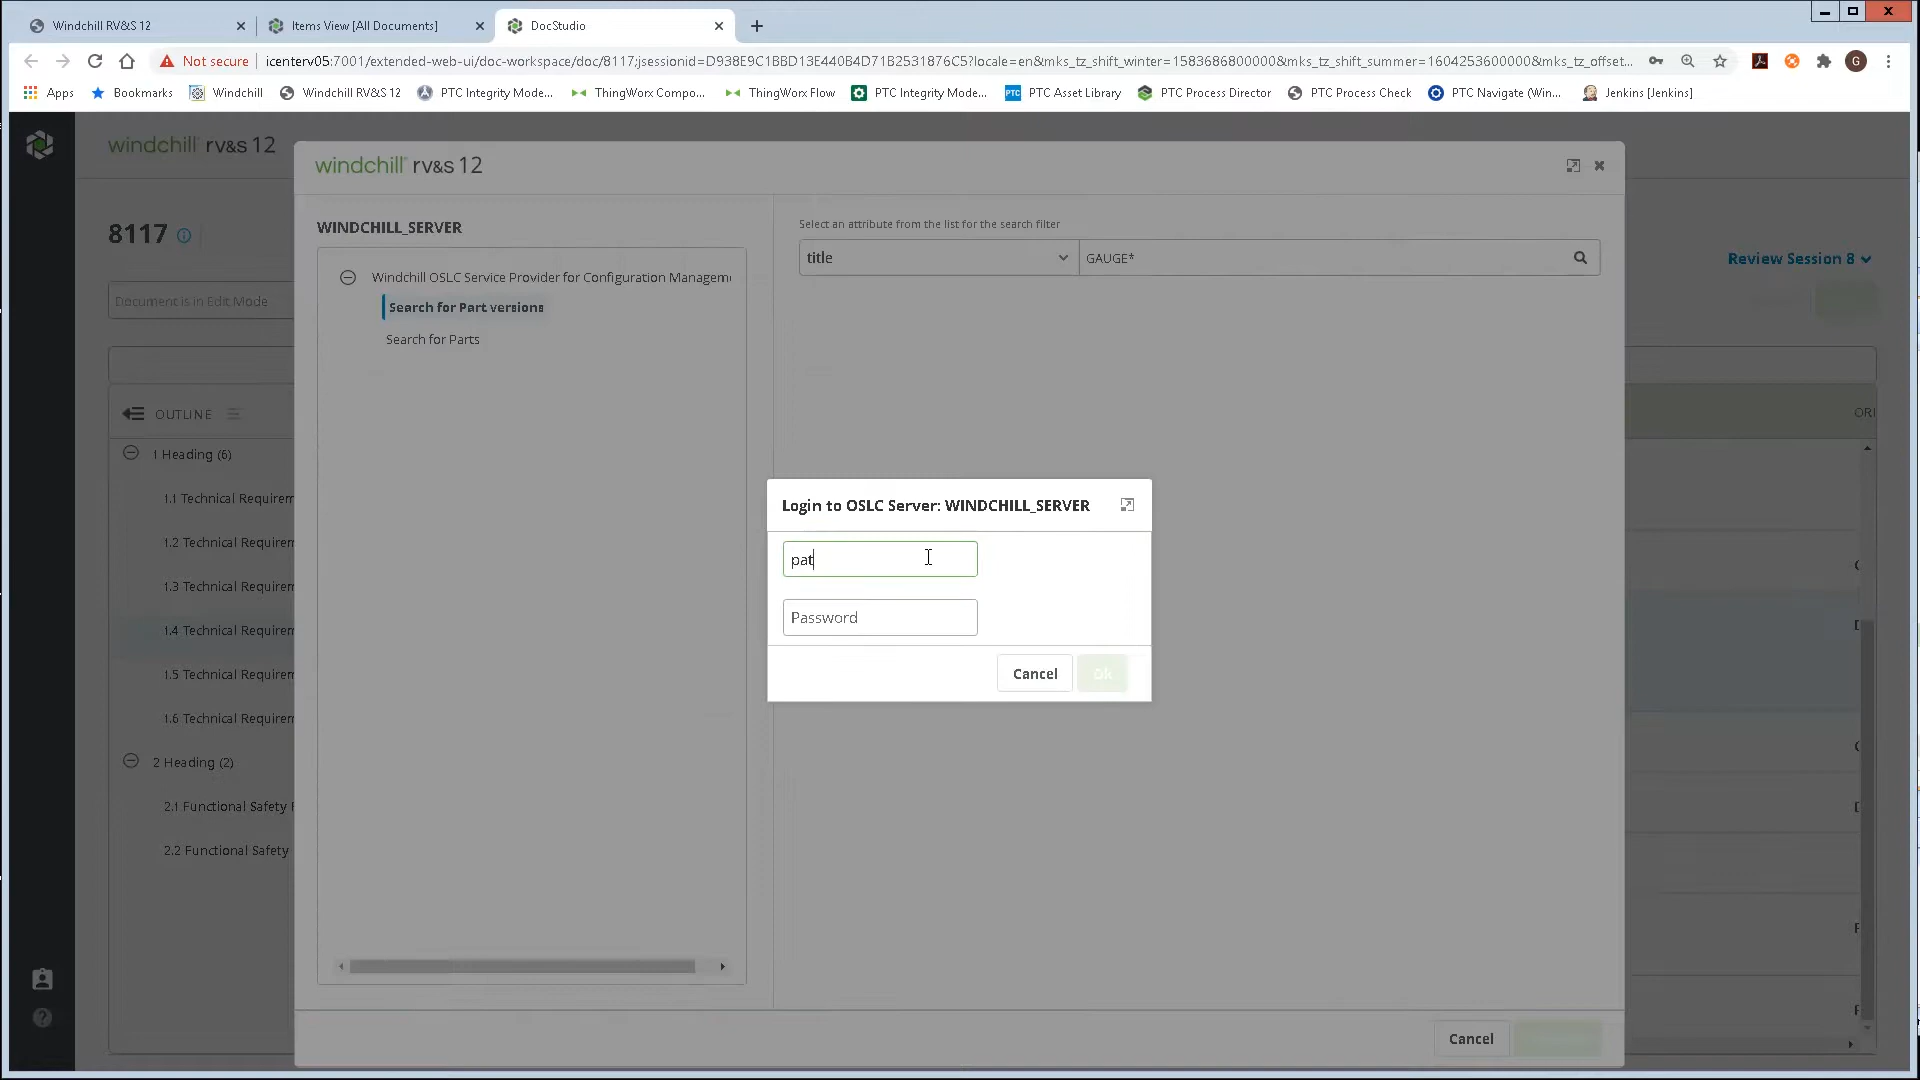 Windchill RV&S 12
Items View [All Documents]
DocStudio
Not secure
icenterv05:7001/extended-web-ui/doc-workspace/doc/8117;jsessionid=D938E9C1BBD13E440B4D71B2531876C5?locale=en&mks_tz_shift_winter=1583686800000&mks_tz_shift_summer=1604253600000&mks_tz_offset...
G
Apps
Bookmarks
Windchill
Windchill RV&S 12
PTC Integrity Mode...
ThingWorx Compo...
ThingWorx Flow
PTC Integrity Mode...
PTC Asset Library
PTC Process Director
PTC Process Check
PTC Navigate (Win...
Jenkins [Jenkins]
windchill rv&s 12
windchill rv&s 12
8117
Review Session 8
Document is in Edit Mode
OUTLINE
ORI
1 Heading (6)
1.1 Technical Requirem
1.2 Technical Requirem
1.3 Technical Requirem
1.4 Technical Requirem
1.5 Technical Requirem
1.6 Technical Requirem
2 Heading (2)
2.1 Functional Safety
2.2 Functional Safety
WINDCHILL_SERVER
Windchill OSLC Service Provider for Configuration Managem
Search for Part versions
Search for Parts
Select an attribute from the list for the search filter
title
GAUGE*
Login to OSLC Server: WINDCHILL_SERVER
pat
Password
Cancel
Ok
Cancel